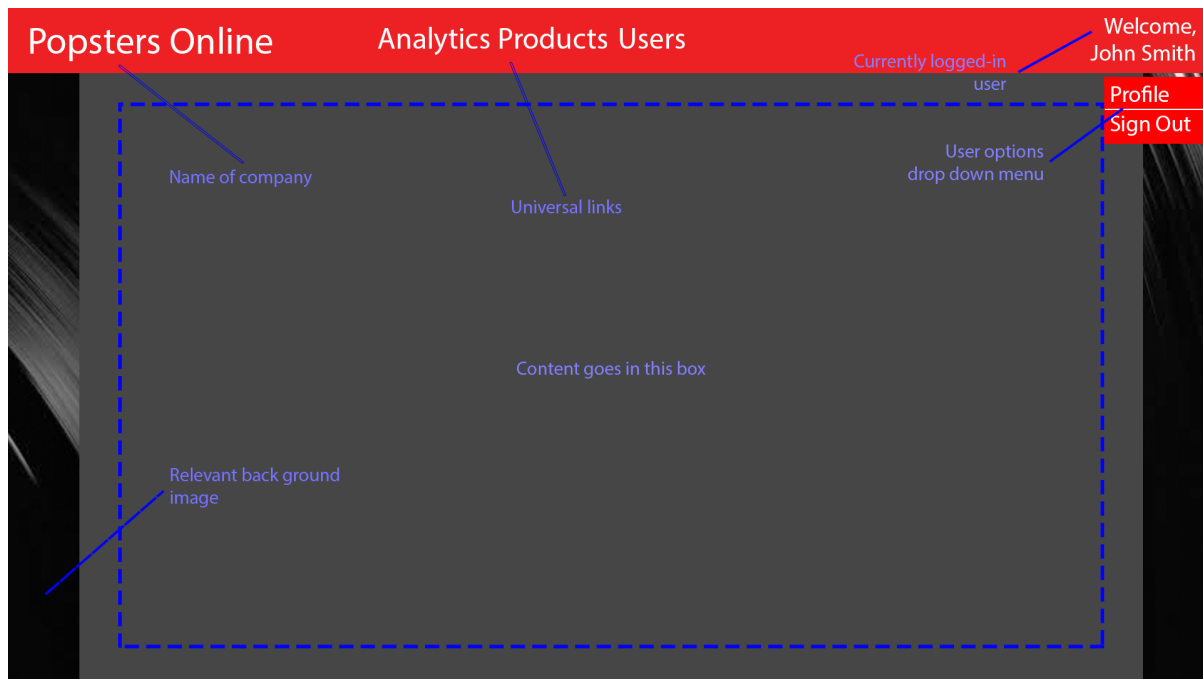 Popsters Online
Analytics Products Users
Welcome,
John Smith
Currently logged-in
user
Profile
Sign Out
User options
drop down menu
Name of company
Universal links
Content goes in this box
Relevant back ground
image